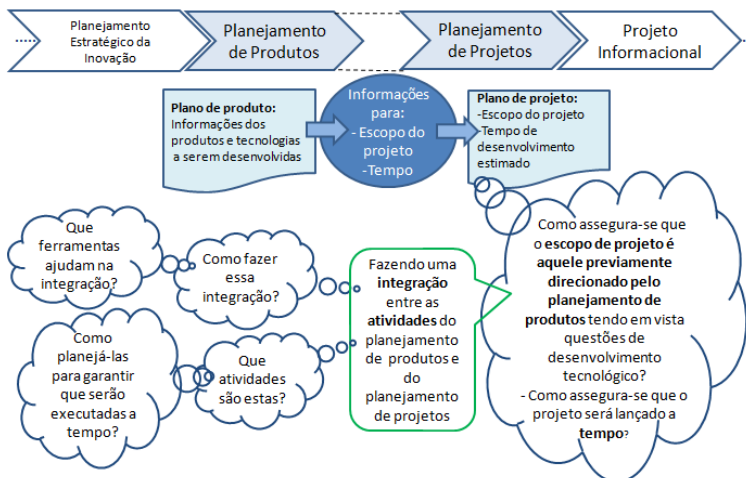 Planejamento
Estratégico da
Inovação
Planejamento
de Produtos
Planejamento
de Projetos
Projeto
Informacional
Plano de produto:
Informações dos
produtos e tecnologias
a serem desenvolvidas
Informações
para:
- Escopo do
projeto
-Tempo
Plano de projeto:
-Escopo do projeto
-Tempo de
desenvolvimento
estimado
Que
ferramentas
ajudam na
integração?
Como fazer
essa
integração?
Fazendo uma
integração
entre as
atividades do
planejamento
de produtos e
do
planejamento
de projetos
Como assegura-se que
o escopo de projeto é
aquele previamente
direcionado pelo
planejamento de
produtos tendo em vista
questões de
desenvolvimento
tecnológico?
- Como assegura-se que o
projeto será lançado a
tempo?
Como
planejá-las
para garantir
que serão
executadas a
tempo?
Que
atividades
são estas?